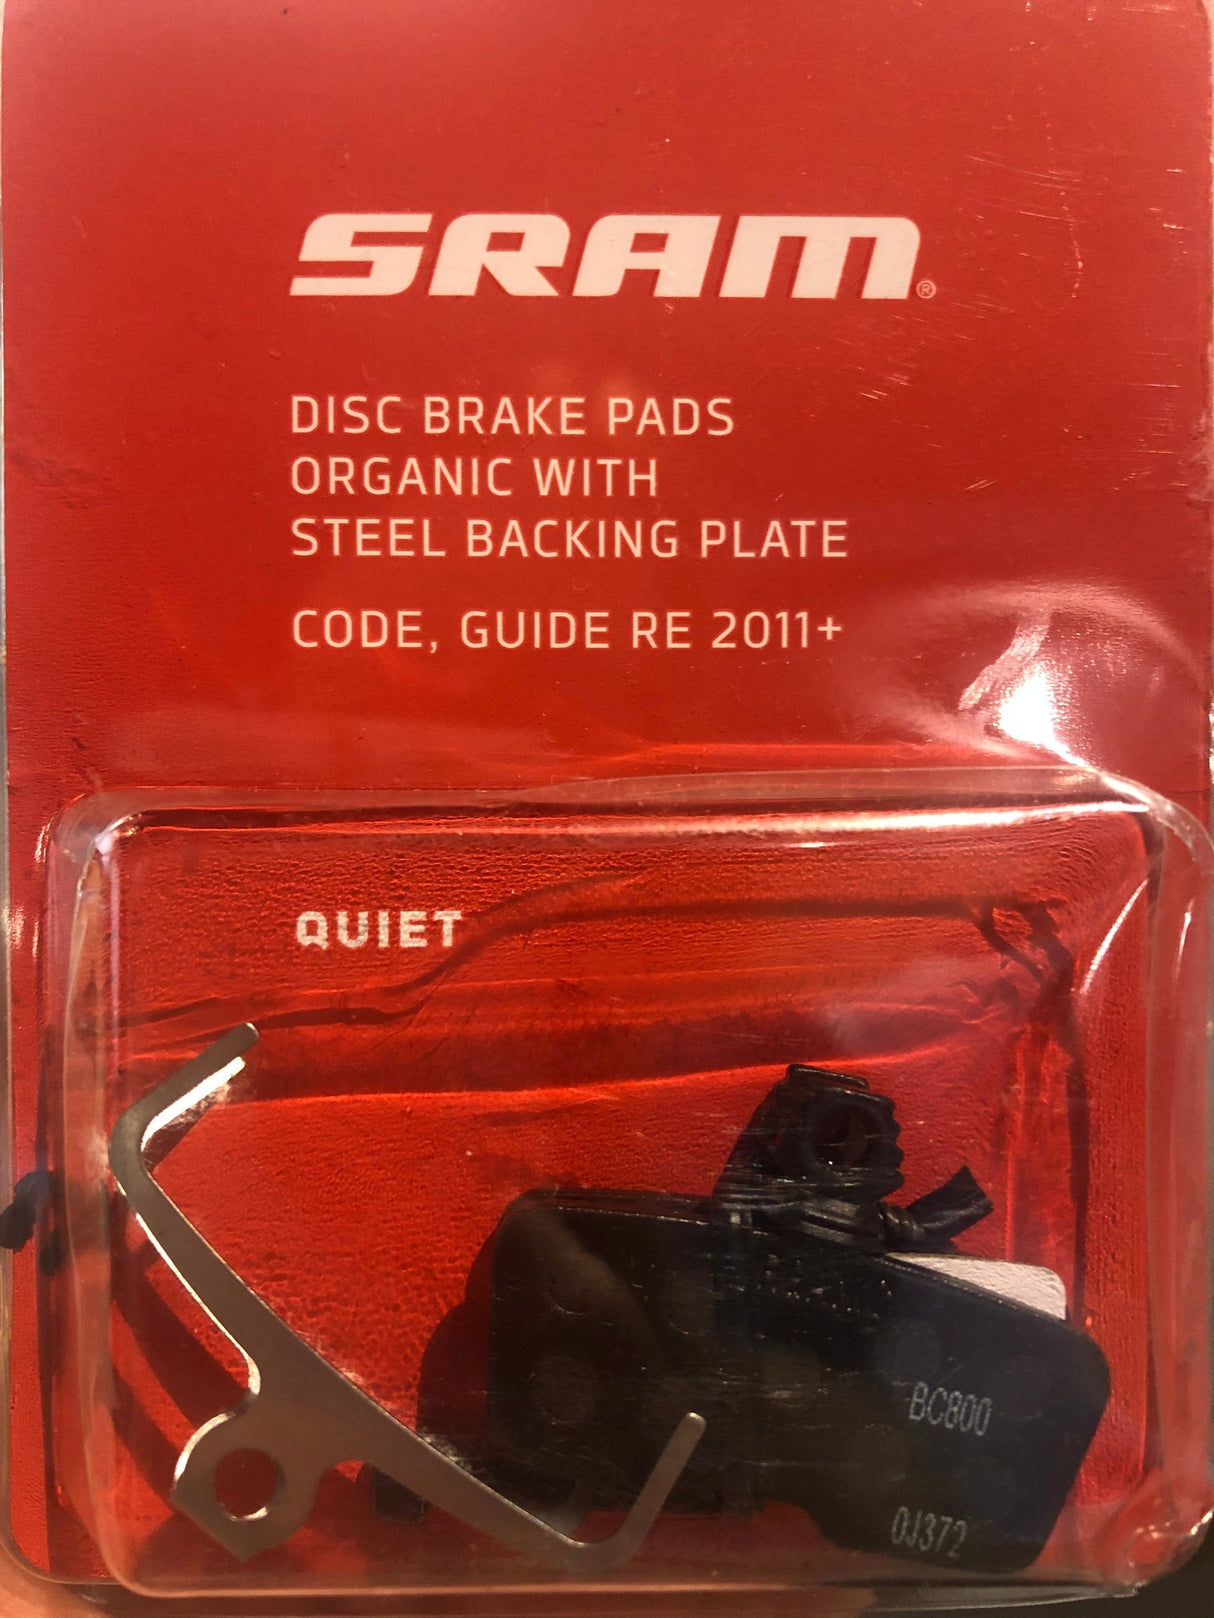 SRAM®
DISC BRAKE PADS
ORGANIC WITH
STEEL BACKING PLATE
CODE, GUIDE RE 2011+
QUIET
BC800
0J372